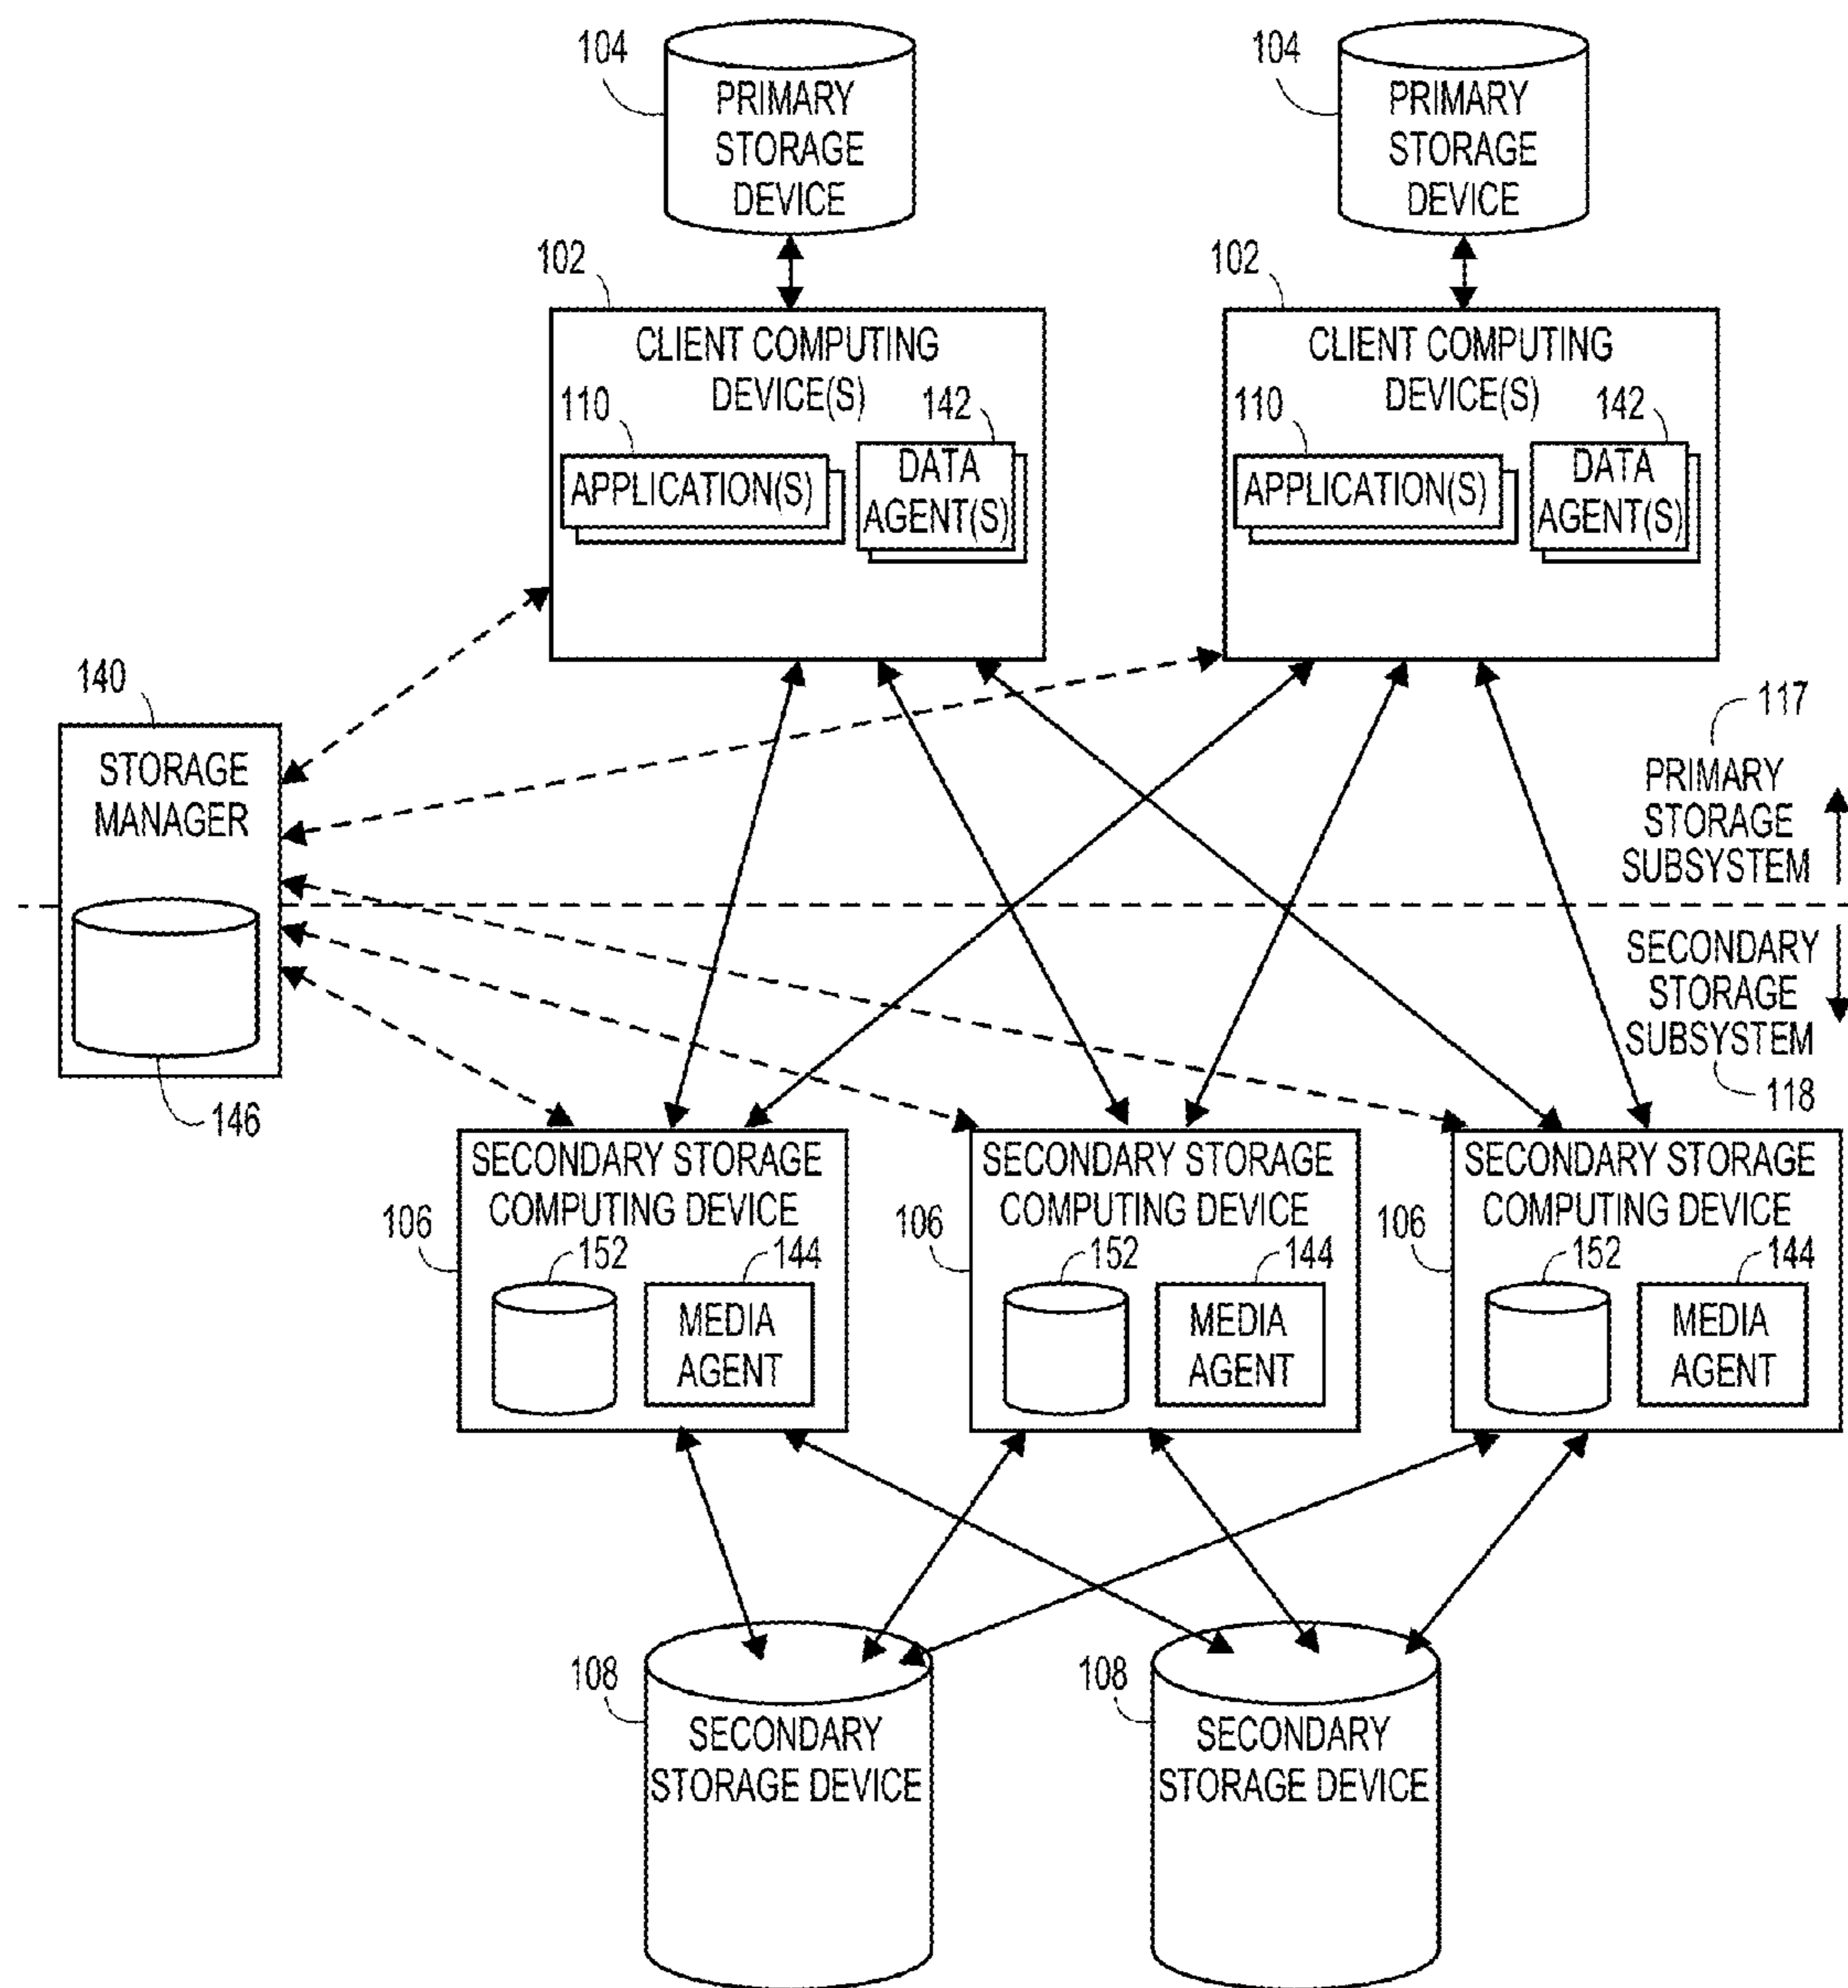 104
PRIMARY
STORAGE
DEVICE
104
PRIMARY
STORAGE
DEVICE
102
CLIENT COMPUTING
DEVICE(S)
110
142
APPLICATION(S)
DATA
AGENT(S)
102
CLIENT COMPUTING
DEVICE(S)
110
142
APPLICATION(S)
DATA
AGENT(S)
140
STORAGE
MANAGER
146
117
PRIMARY
STORAGE
SUBSYSTEM
SECONDARY
STORAGE
SUBSYSTEM
118
SECONDARY STORAGE
COMPUTING DEVICE
106
152
144
MEDIA
AGENT
SECONDARY STORAGE
COMPUTING DEVICE
106
152
144
MEDIA
AGENT
SECONDARY STORAGE
COMPUTING DEVICE
106
152
144
MEDIA
AGENT
108
SECONDARY
STORAGE DEVICE
108
SECONDARY
STORAGE DEVICE